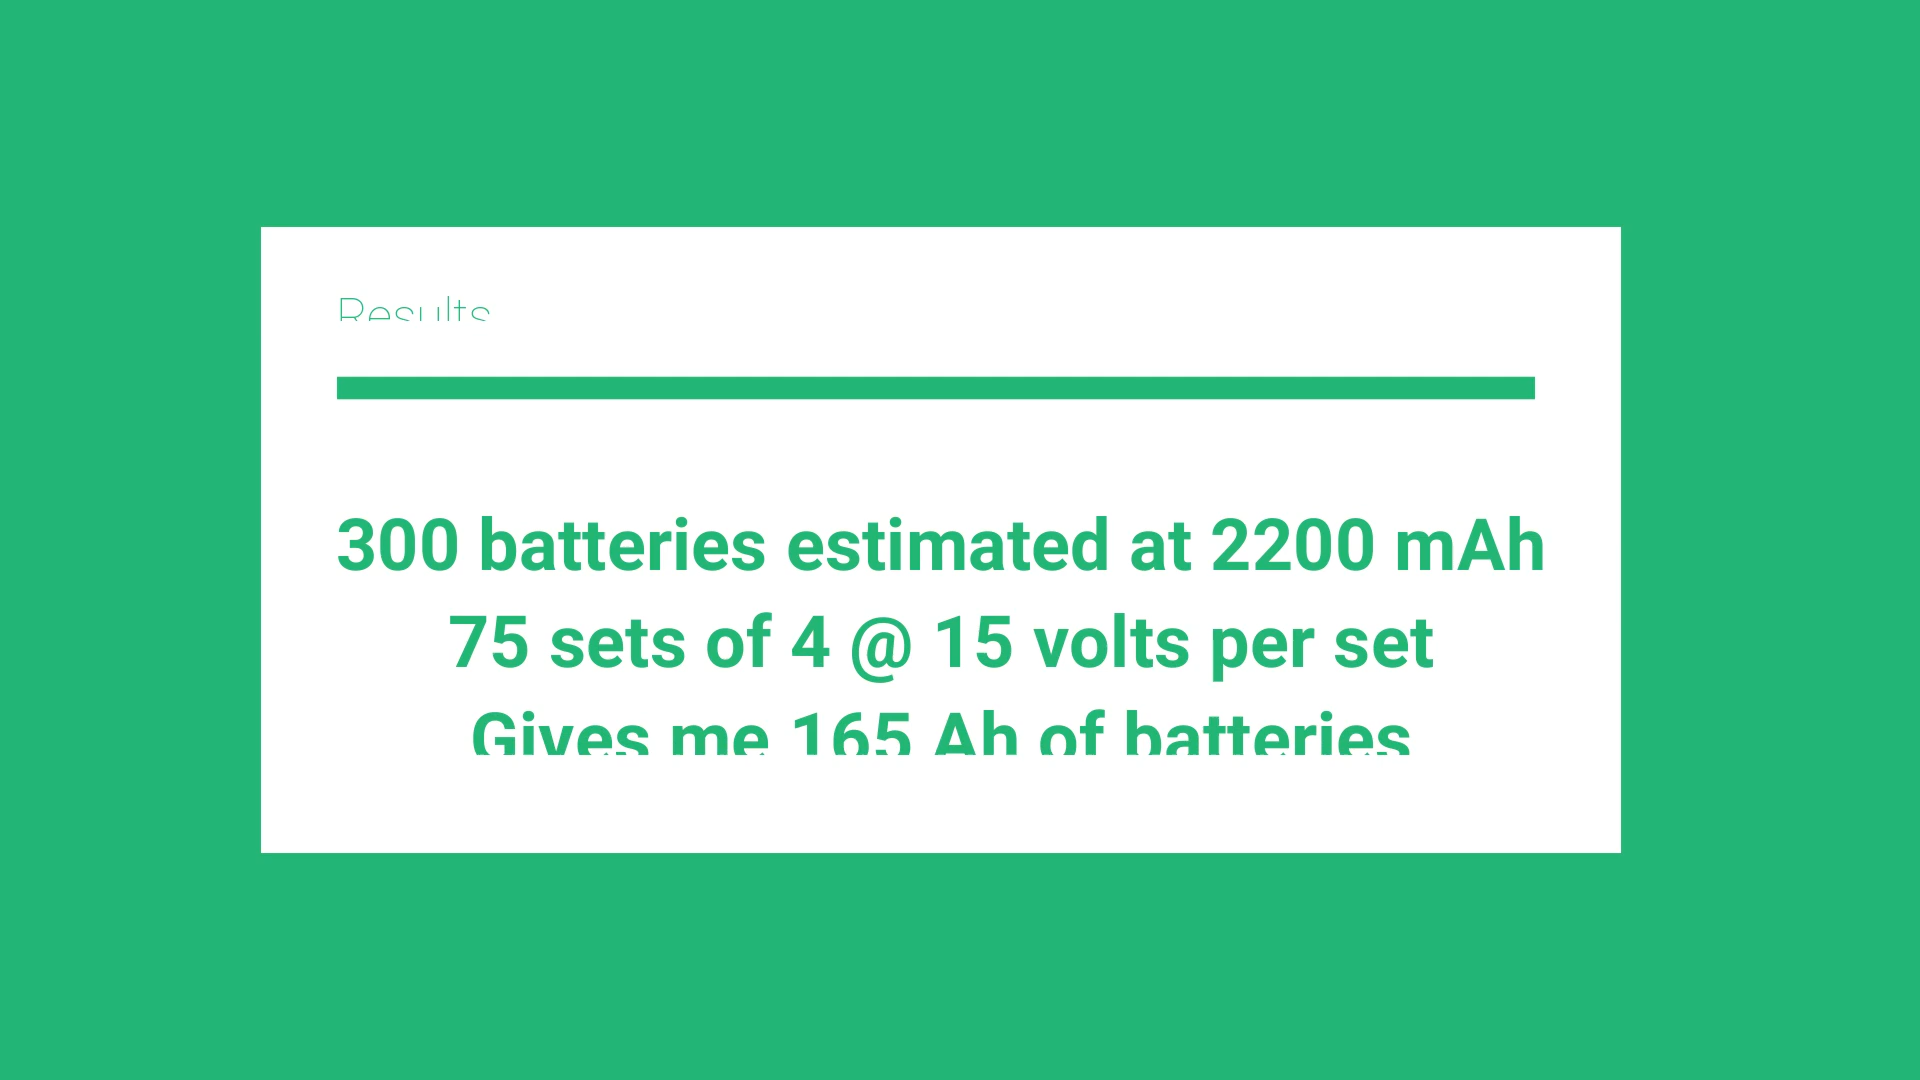 Results
300 batteries estimated at 2200 mAh
75 sets of 4 @ 15 volts per set
Gives me 165 Ah of batteries